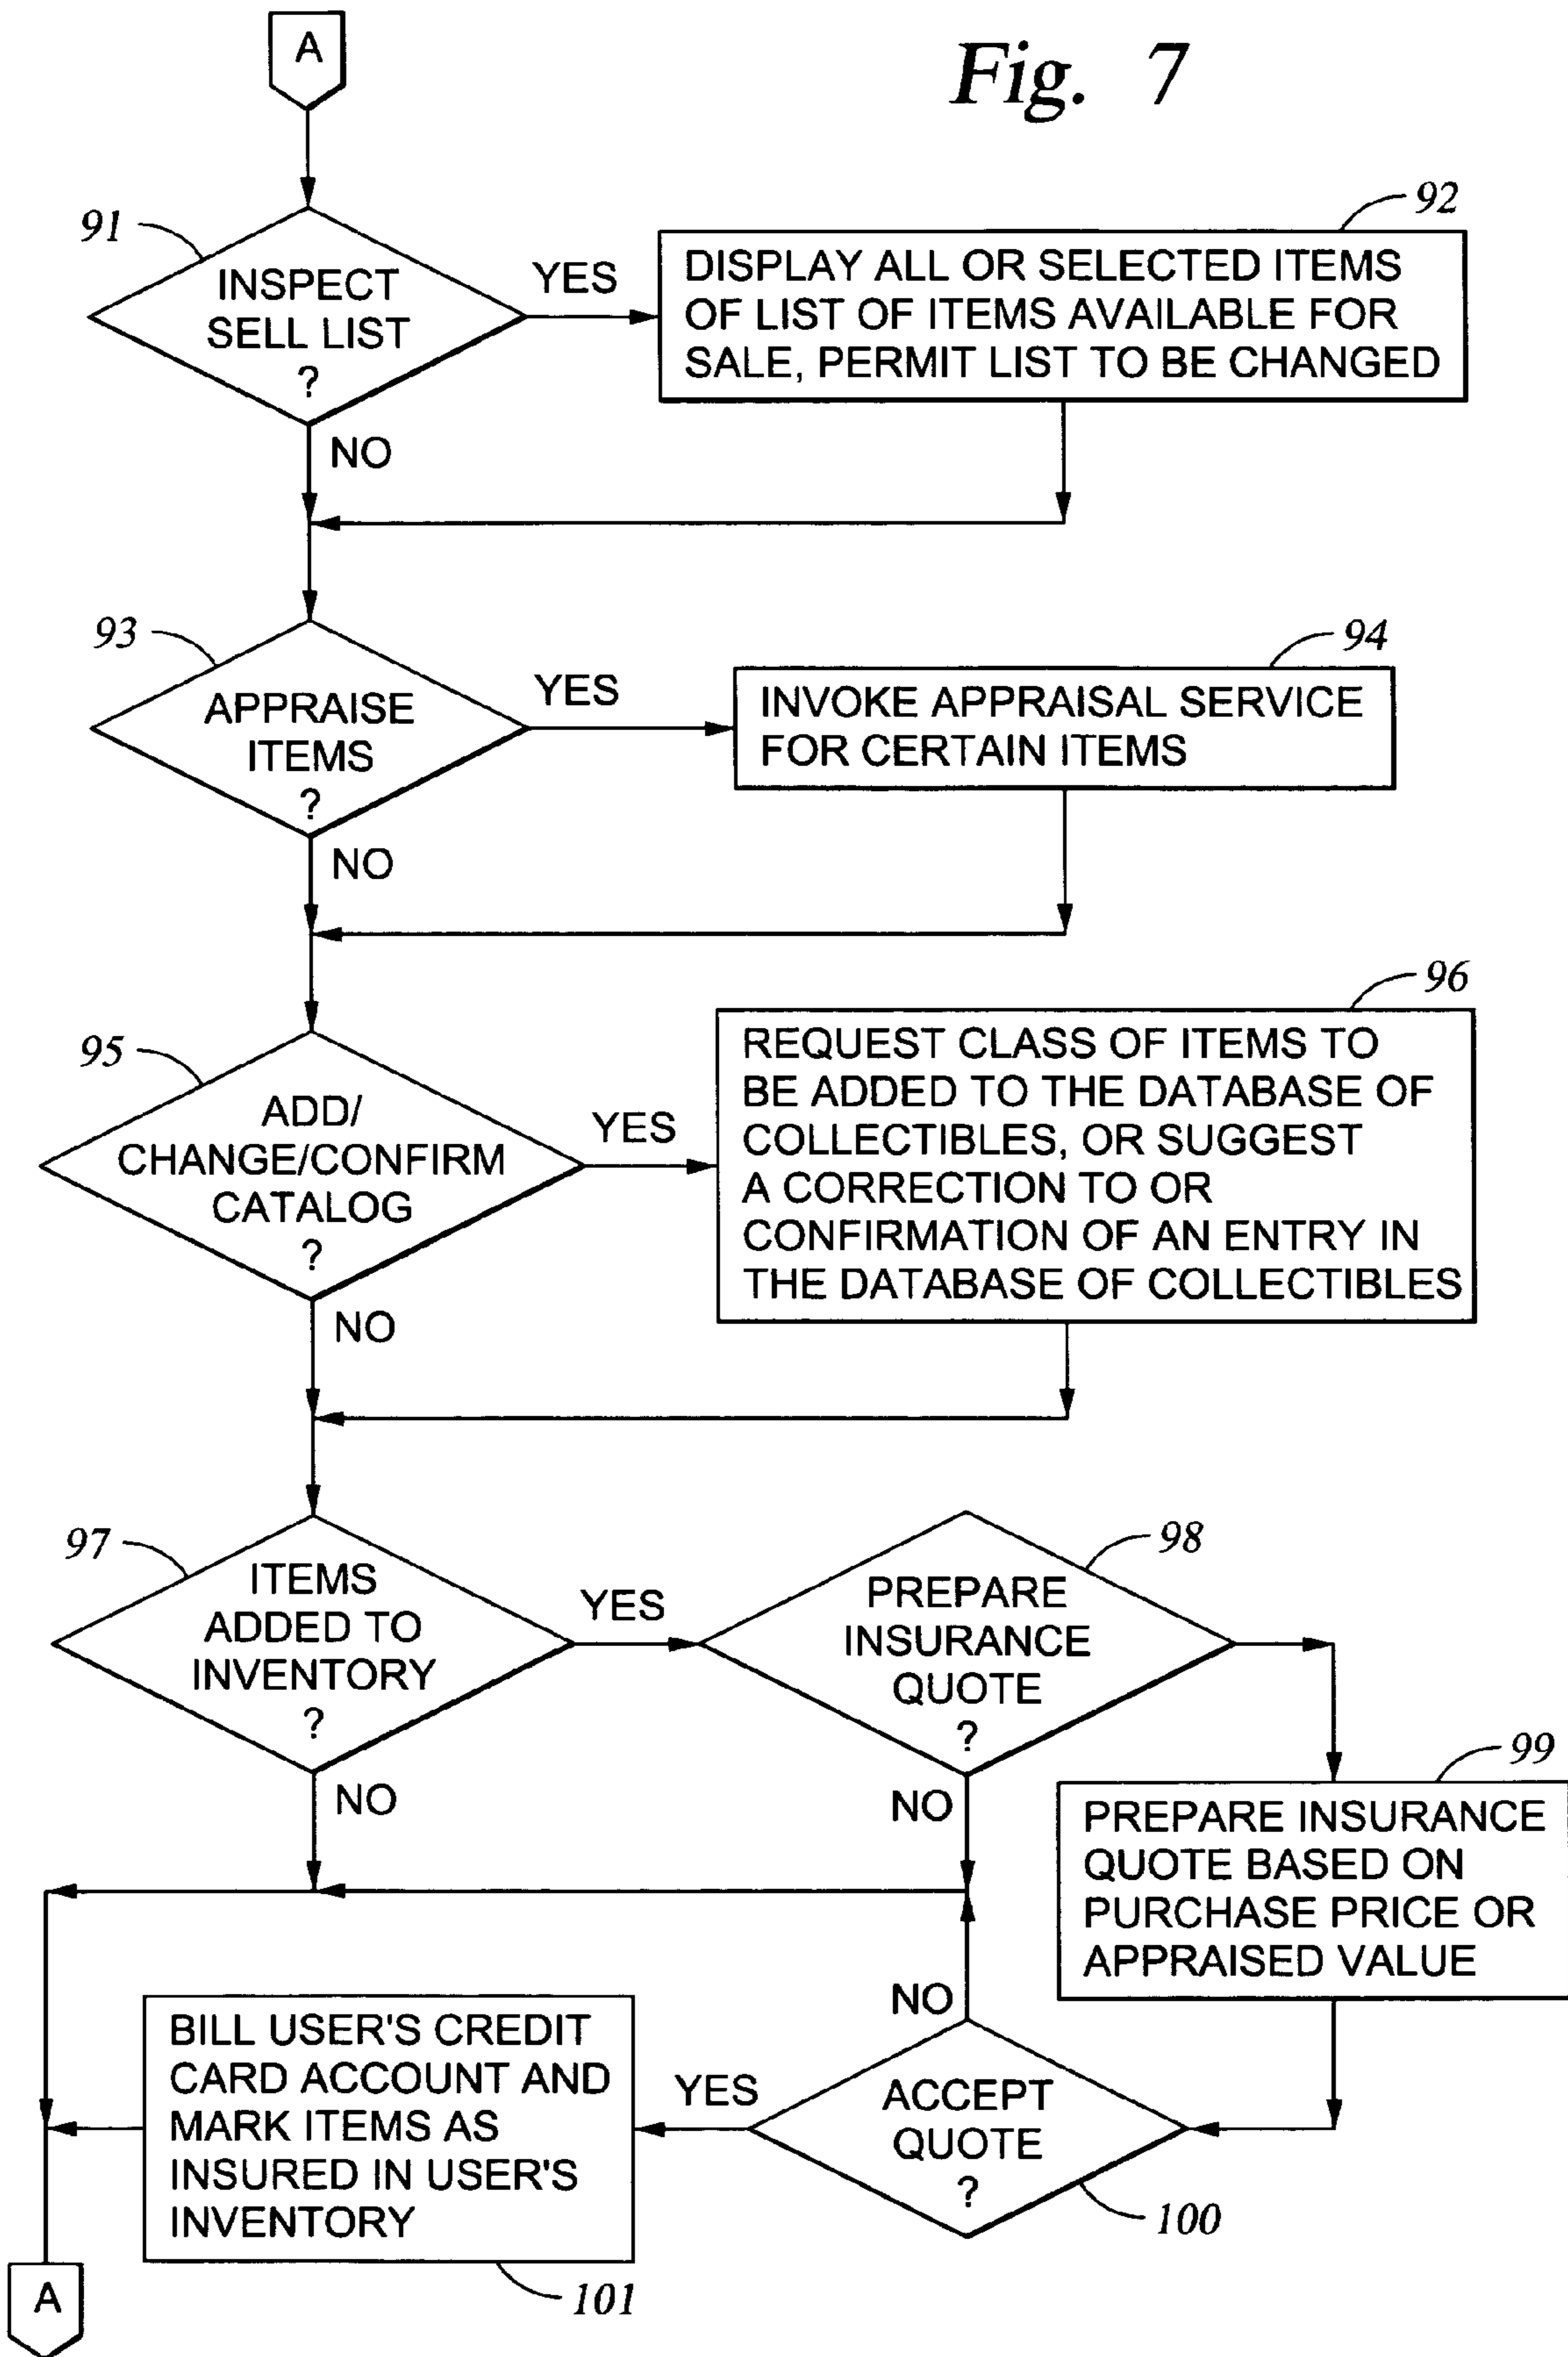 A
Fig. 7
91
INSPECT
SELL LIST
?
YES
NO
92
DISPLAY ALL OR SELECTED ITEMS
OF LIST OF ITEMS AVAILABLE FOR
SALE, PERMIT LIST TO BE CHANGED
93
APPRAISE
ITEMS
?
YES
NO
94
INVOKE APPRAISAL SERVICE
FOR CERTAIN ITEMS
95
ADD/
CHANGE/CONFIRM
CATALOG
?
YES
NO
96
REQUEST CLASS OF ITEMS TO
BE ADDED TO THE DATABASE OF
COLLECTIBLES, OR SUGGEST
A CORRECTION TO OR
CONFIRMATION OF AN ENTRY IN
THE DATABASE OF COLLECTIBLES
97
ITEMS
ADDED TO
INVENTORY
?
YES
NO
98
PREPARE
INSURANCE
QUOTE
?
NO
99
PREPARE INSURANCE
QUOTE BASED ON
PURCHASE PRICE OR
APPRAISED VALUE
NO
ACCEPT
QUOTE
?
100
YES
BILL USER'S CREDIT
CARD ACCOUNT AND
MARK ITEMS AS
INSURED IN USER'S
INVENTORY
101
A